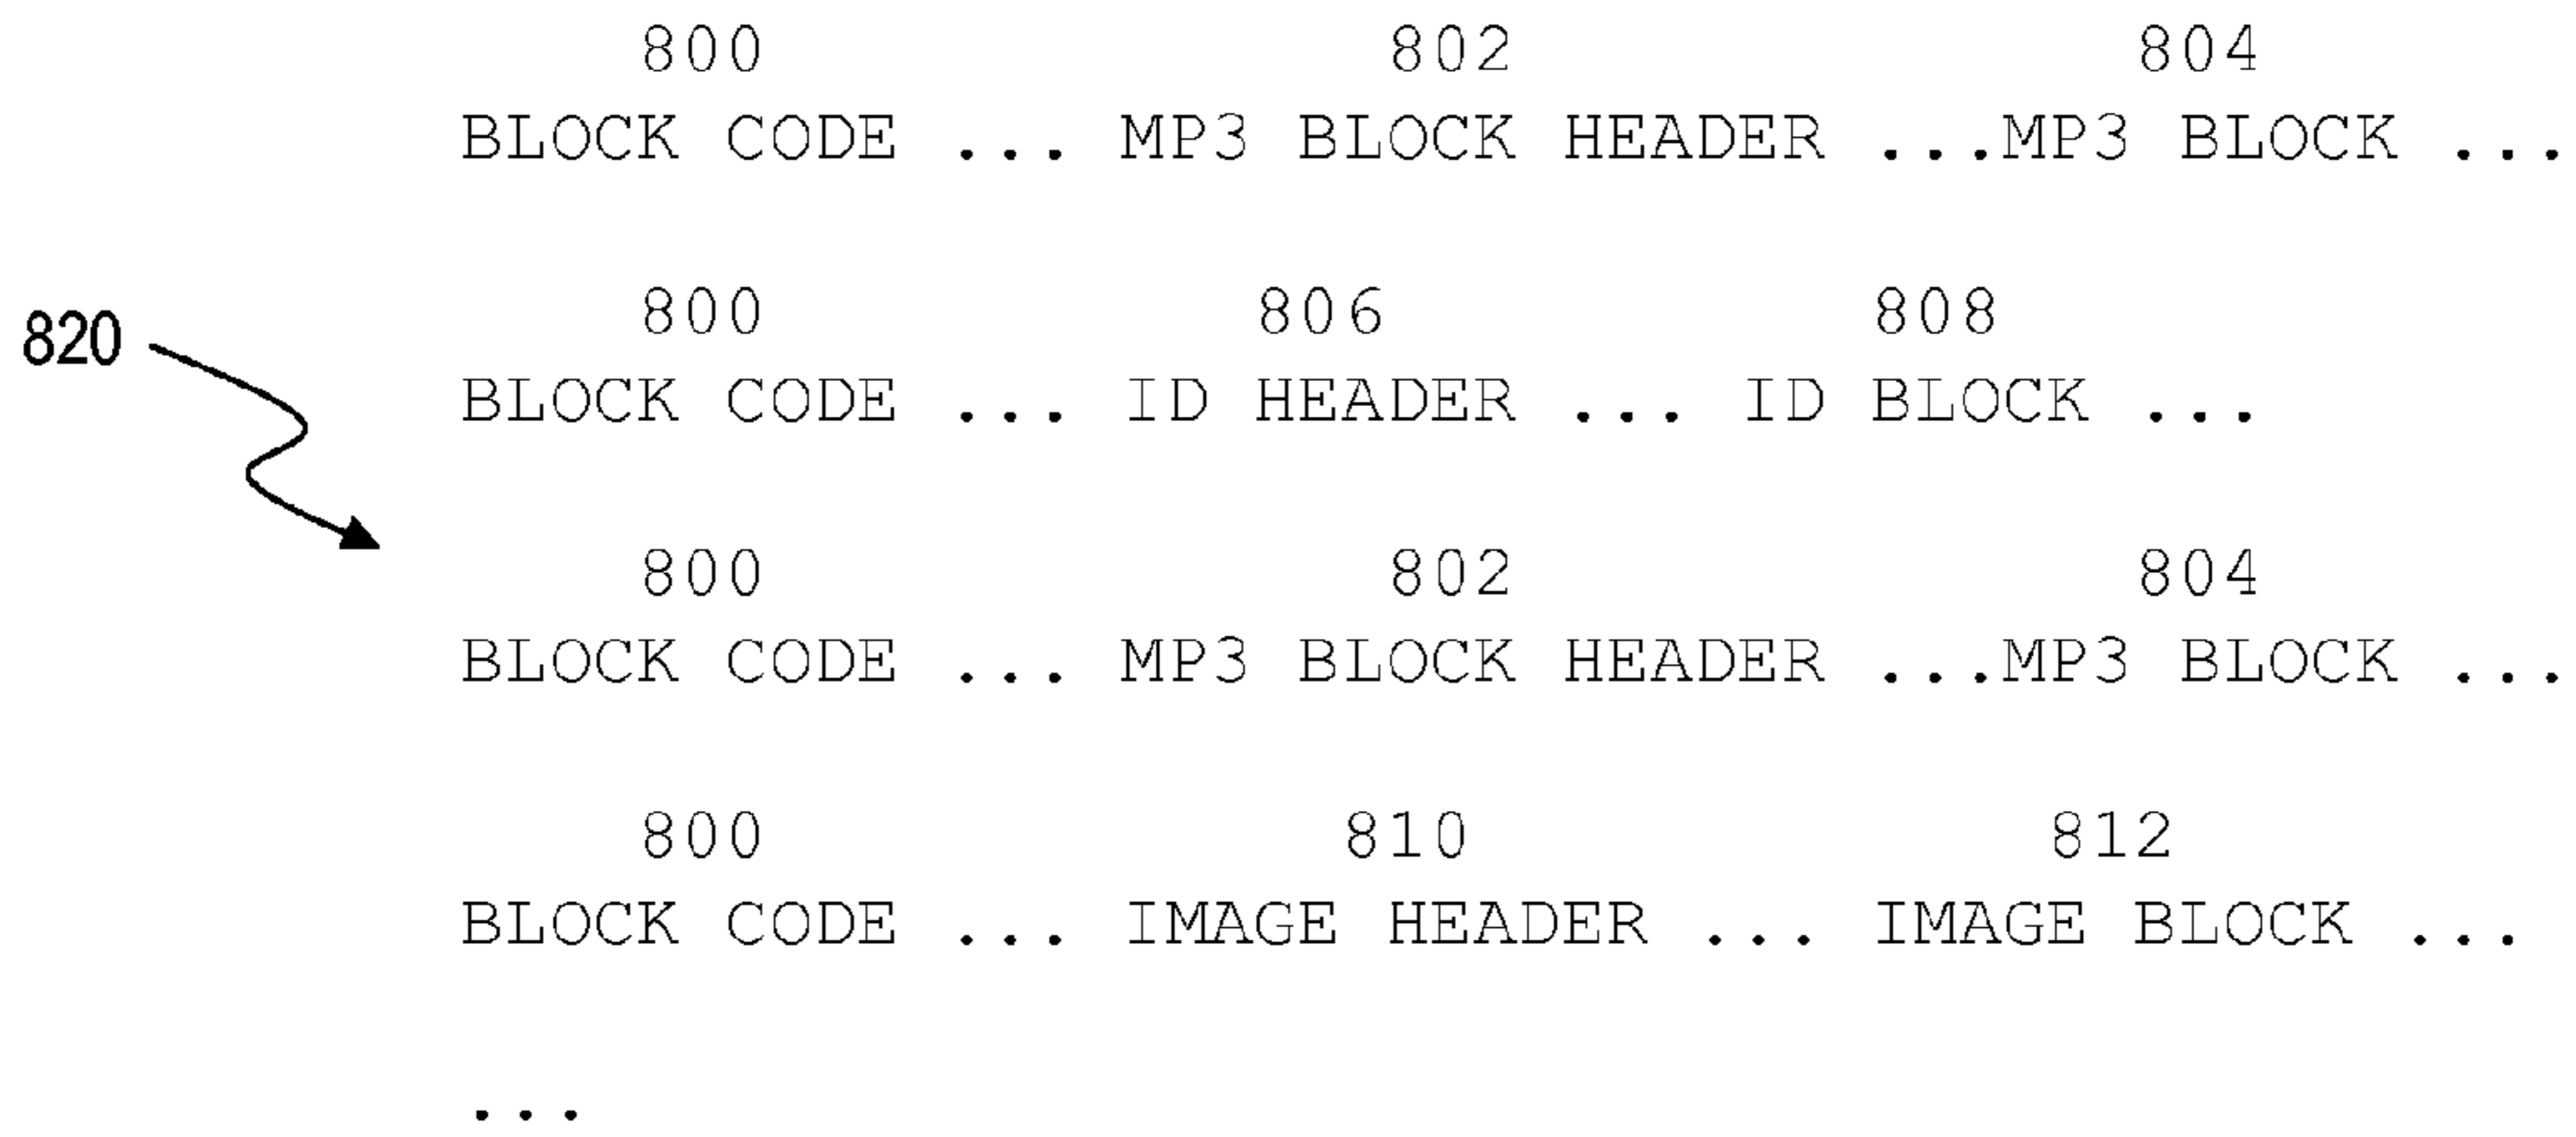 800 802 804
BLOCK CODE ... MP3 BLOCK HEADER ...MP3 BLOCK ...
800 806 808
820
BLOCK CODE ... ID HEADER ... ID BLOCK ...
800 802 804
BLOCK CODE ... MP3 BLOCK HEADER ...MP3 BLOCK ...
800 810 812
BLOCK CODE ... IMAGE HEADER ... IMAGE BLOCK ...
...